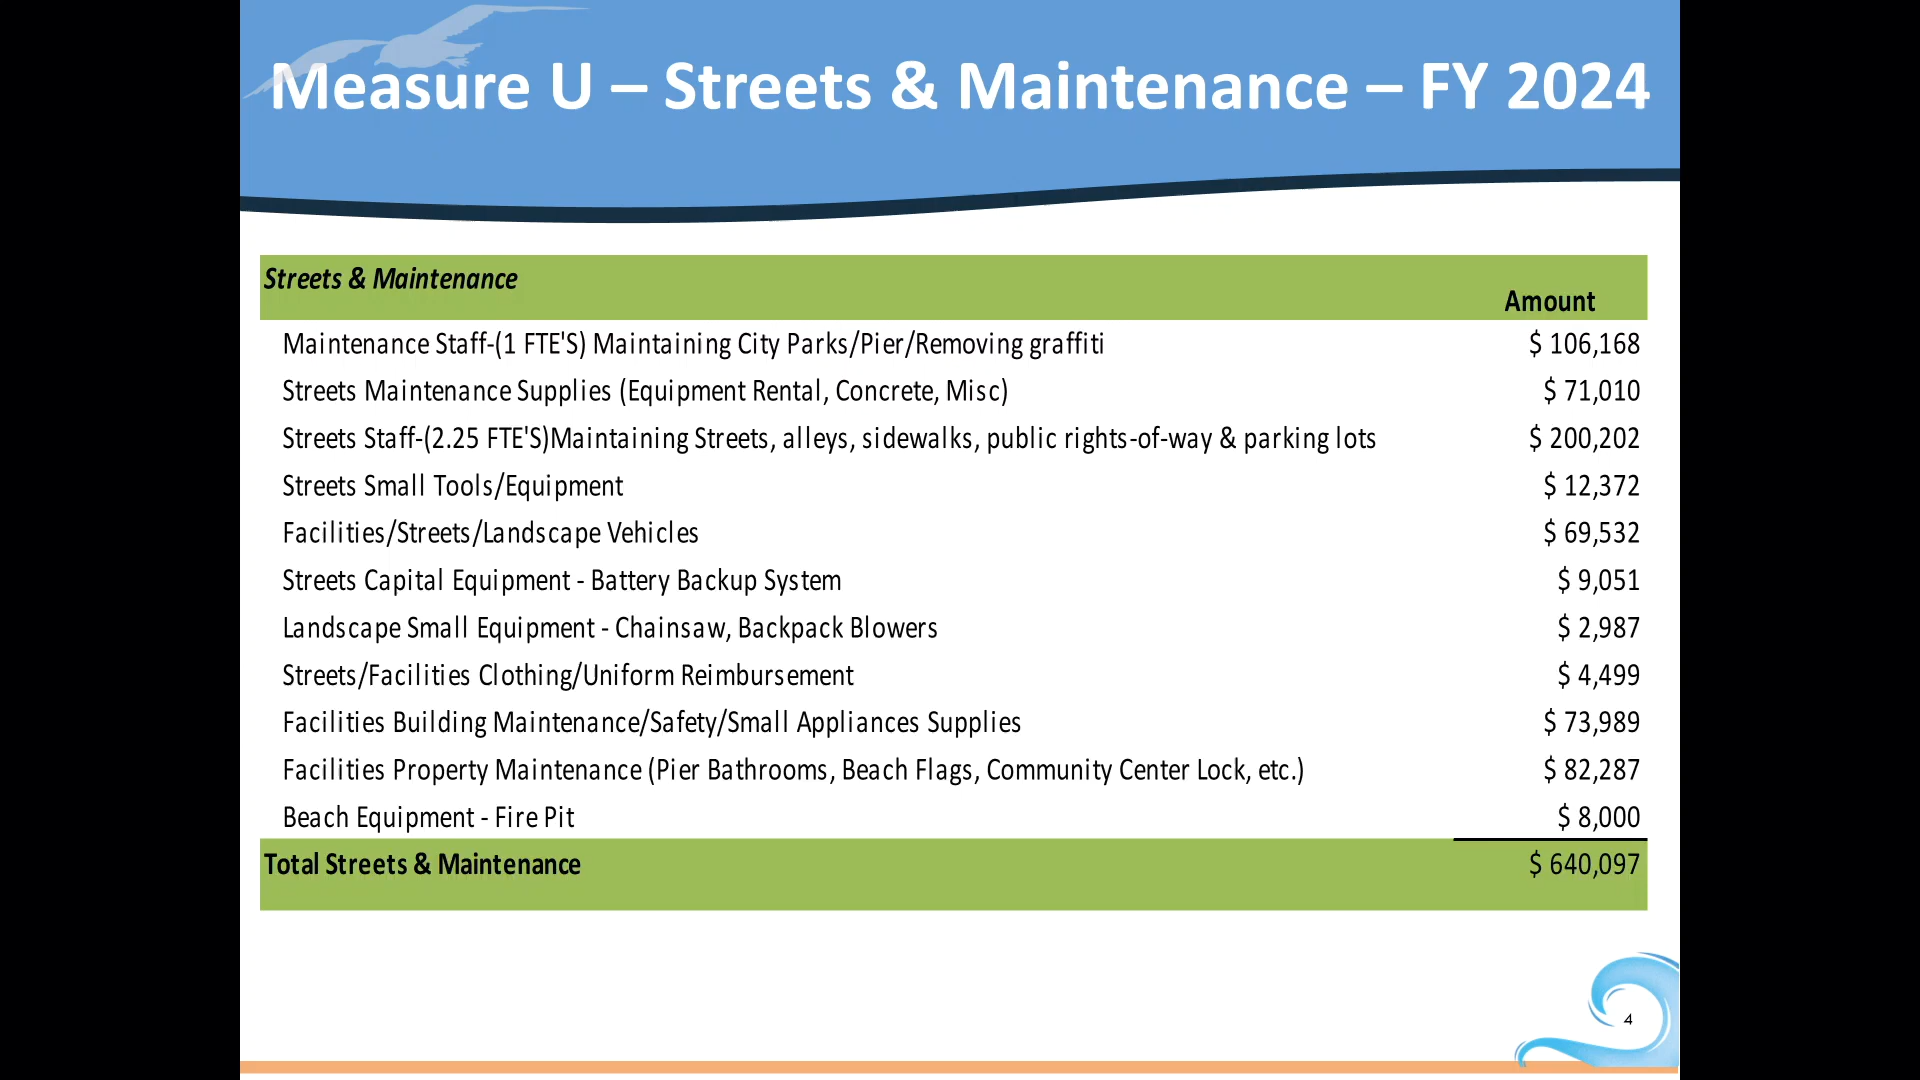 Measure U – Streets & Maintenance – FY 2024
Streets & Maintenance
Amount
Maintenance Staff-(1 FTE'S) Maintaining City Parks/Pier/Removing graffiti $ 106,168
Streets Maintenance Supplies (Equipment Rental, Concrete, Misc) $ 71,010
Streets Staff-(2.25 FTE'S)Maintaining Streets, alleys, sidewalks, public rights-of-way & parking lots $ 200,202
Streets Small Tools/Equipment $ 12,372
Facilities/Streets/Landscape Vehicles $ 69,532
Streets Capital Equipment - Battery Backup System $ 9,051
Landscape Small Equipment - Chainsaw, Backpack Blowers $ 2,987
Streets/Facilities Clothing/Uniform Reimbursement $ 4,499
Facilities Building Maintenance/Safety/Small Appliances Supplies $ 73,989
Facilities Property Maintenance (Pier Bathrooms, Beach Flags, Community Center Lock, etc.) $ 82,287
Beach Equipment - Fire Pit $ 8,000
Total Streets & Maintenance $ 640,097
4